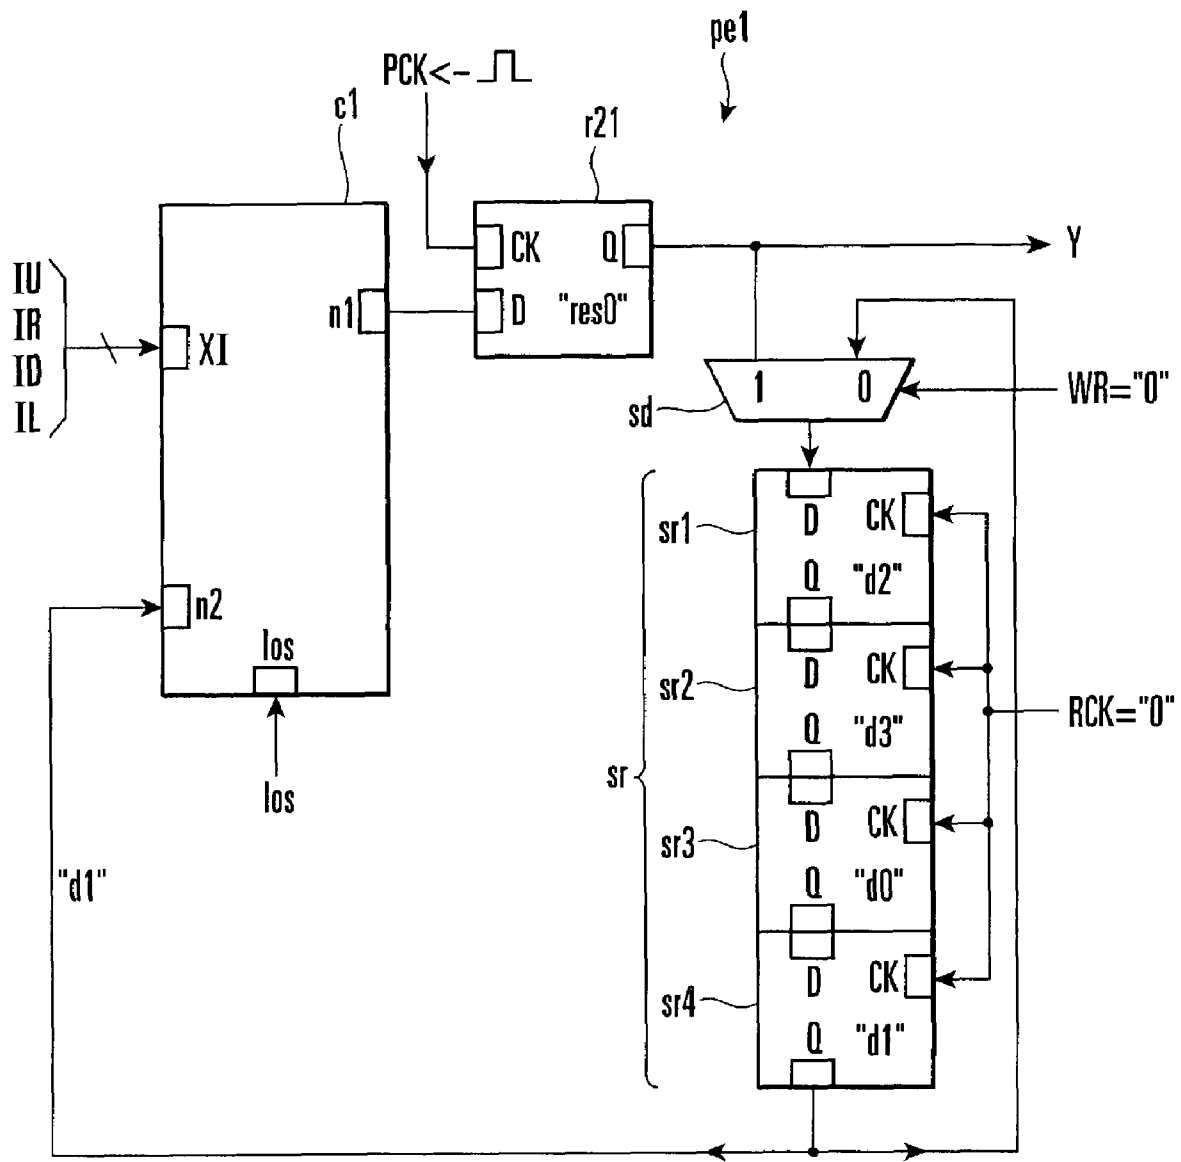 pe1
PCK<-
c1
r21
IU
IR
ID
IL
XI
n1
CK
Q
D
"res0"
Y
1
0
sd
WR="0"
D
CK
sr1
Q
"d2"
n2
los
D
CK
sr2
Q
"d3"
RCK="0"
los
sr
D
CK
sr3
Q
"d0"
"d1"
D
CK
sr4
Q
"d1"